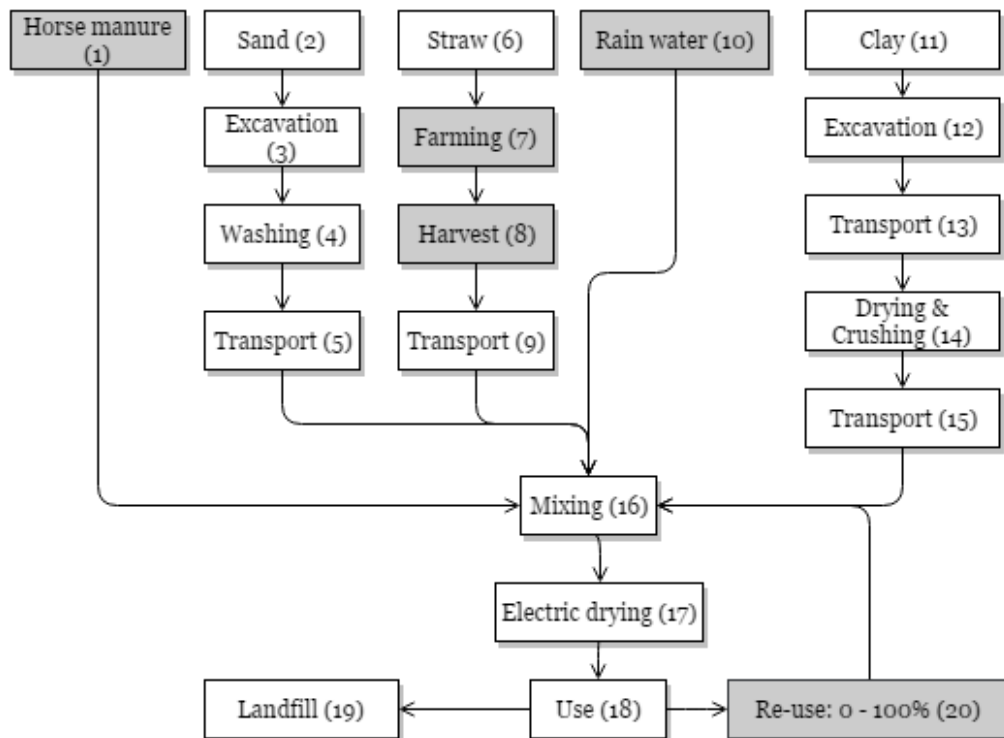 Horse manure
(1)
Sand (2)
Straw (6)
Rain water (10)
Clay (11)
Excavation
(3)
Farming (7)
Excavation (12)
Washing (4)
Harvest (8)
Transport (13)
Transport (5)
Transport (9)
Drying &
Crushing (14)
Transport (15)
Mixing (16)
Electric drying (17)
Landfill (19)
Use (18)
Re-use: 0 - 100% (20)